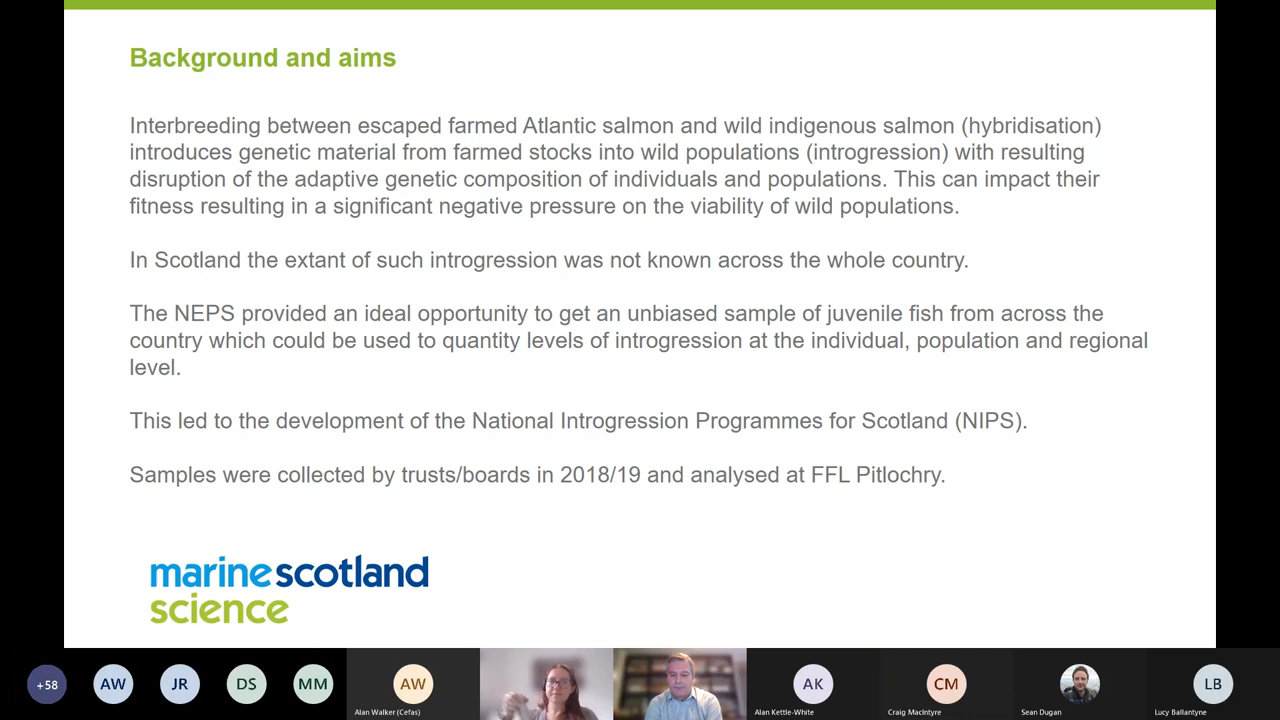 Background and aims
Interbreeding between escaped farmed Atlantic salmon and wild indigenous salmon (hybridisation)
introduces genetic material from farmed stocks into wild populations (introgression) with resulting
disruption of the adaptive genetic composition of individuals and populations. This can impact their
fitness resulting in a significant negative pressure on the viability of wild populations.
In Scotland the extant of such introgression was not known across the whole country.
The NEPS provided an ideal opportunity to get an unbiased sample of juvenile fish from across the
country which could be used to quantity levels of introgression at the individual, population and regional
level.
This led to the development of the National Introgression Programmes for Scotland (NIPS).
Samples were collected by trusts/boards in 2018/19 and analysed at FFL Pitlochry.
marinescotland
science
+58 AW JR DS MM AW AK CM LB
Alan Walker (Cefas) Alan Kettle-White Craig MacIntyre Sean Dugan Lucy Ballantyne